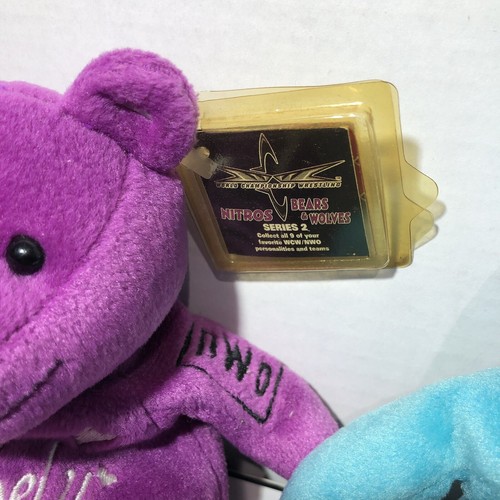 WORLD CHAMPIONSHIP WRESTLING
NITROS BEARS
& WOLVES
SERIES 2
Collect all 9 of your
favorite WCW/NWO
personalities and teams
nWo